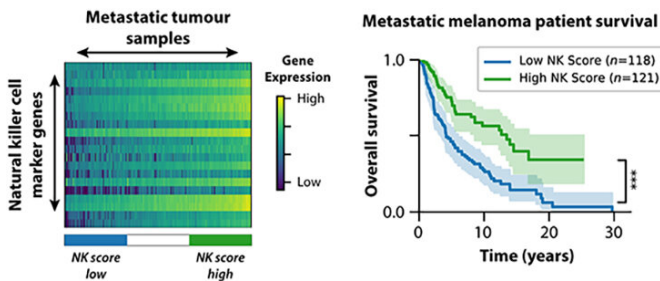 Metastatic tumour
samples
Natural killer cell
marker genes
Gene
Expression
High
Low
NK score
low
NK score
high
Metastatic melanoma patient survival
Low NK Score (n=118)
High NK Score (n=121)
Overall survival
1.0
0.0
0
10
20
30
Time (years)
***